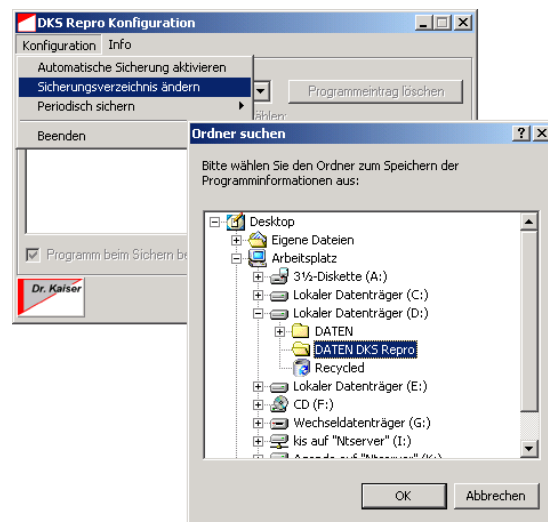 DKS Repro Konfiguration
Konfiguration Info
Automatische Sicherung aktivieren
Sicherungsverzeichnis ändern
Periodisch sichern
Beenden
Programmeintrag löschen
Programm beim Sichern
Dr. Kaiser
Ordner suchen
Bitte wählen Sie den Ordner zum Speichern der
Programminformationen aus:
Desktop
Eigene Dateien
Arbeitsplatz
3½-Diskette (A:)
Lokaler Datenträger (C:)
Lokaler Datenträger (D:)
DATEN
DATEN DKS Repro
Recycled
Lokaler Datenträger (E:)
CD (F:)
Wechseldatenträger (G:)
kis auf "Ntserver" (I:)
OK Abbrechen